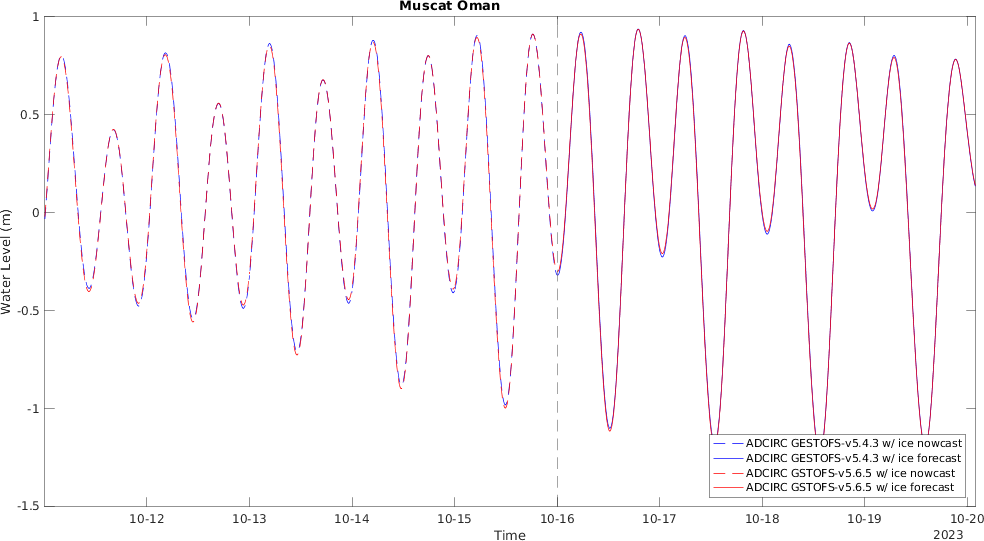 Muscat Oman
1
0.5
0
-0.5
-1
-1.5
Water Level (m)
10-12 10-13 10-14 10-15 10-16 10-17 10-18 10-19 10-20
Time
2023
ADCIRC GESTOFS-v5.4.3 w/ ice nowcast
ADCIRC GESTOFS-v5.4.3 w/ ice forecast
ADCIRC GSTOFS-v5.6.5 w/ ice nowcast
ADCIRC GSTOFS-v5.6.5 w/ ice forecast